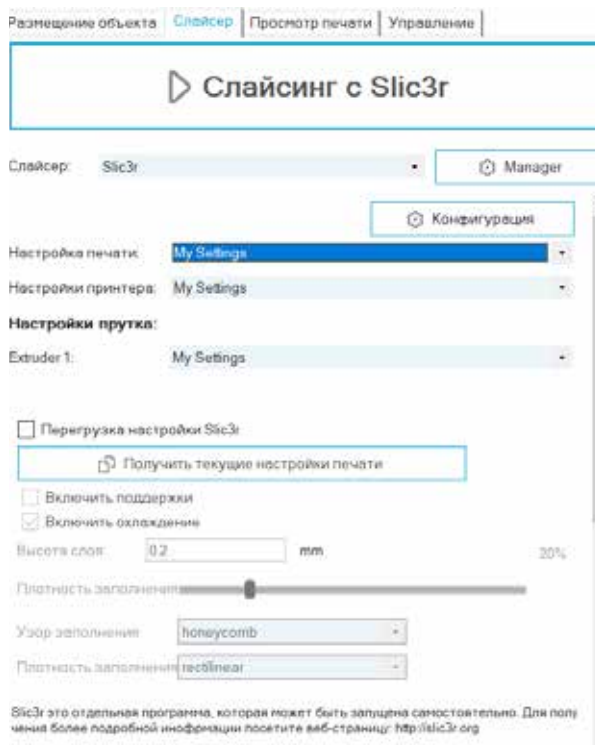 Размещение объекта Слайсер Просмотр печати Управление
Слайсинг с Slic3r
Слайсер: Slic3r Manager
Конфигурация
Настройка печати: My Settings
Настройки принтера: My Settings
Настройки прутка:
Extruder 1: My Settings
Перегрузка настройки Slic3r
Получить текущие настройки печати
Включить поддержки
Включить охлаждение
Высота слоя: 0.2 mm 20%
Плотность заполнения
Узор заполнения honeycomb
Плотность заполнения rectilinear
Slic3r это отдельная программа, которая может быть запущена самостоятельно. Для полу
чения более подробной инофрмации посетите веб-страницу: http://slic3r.org